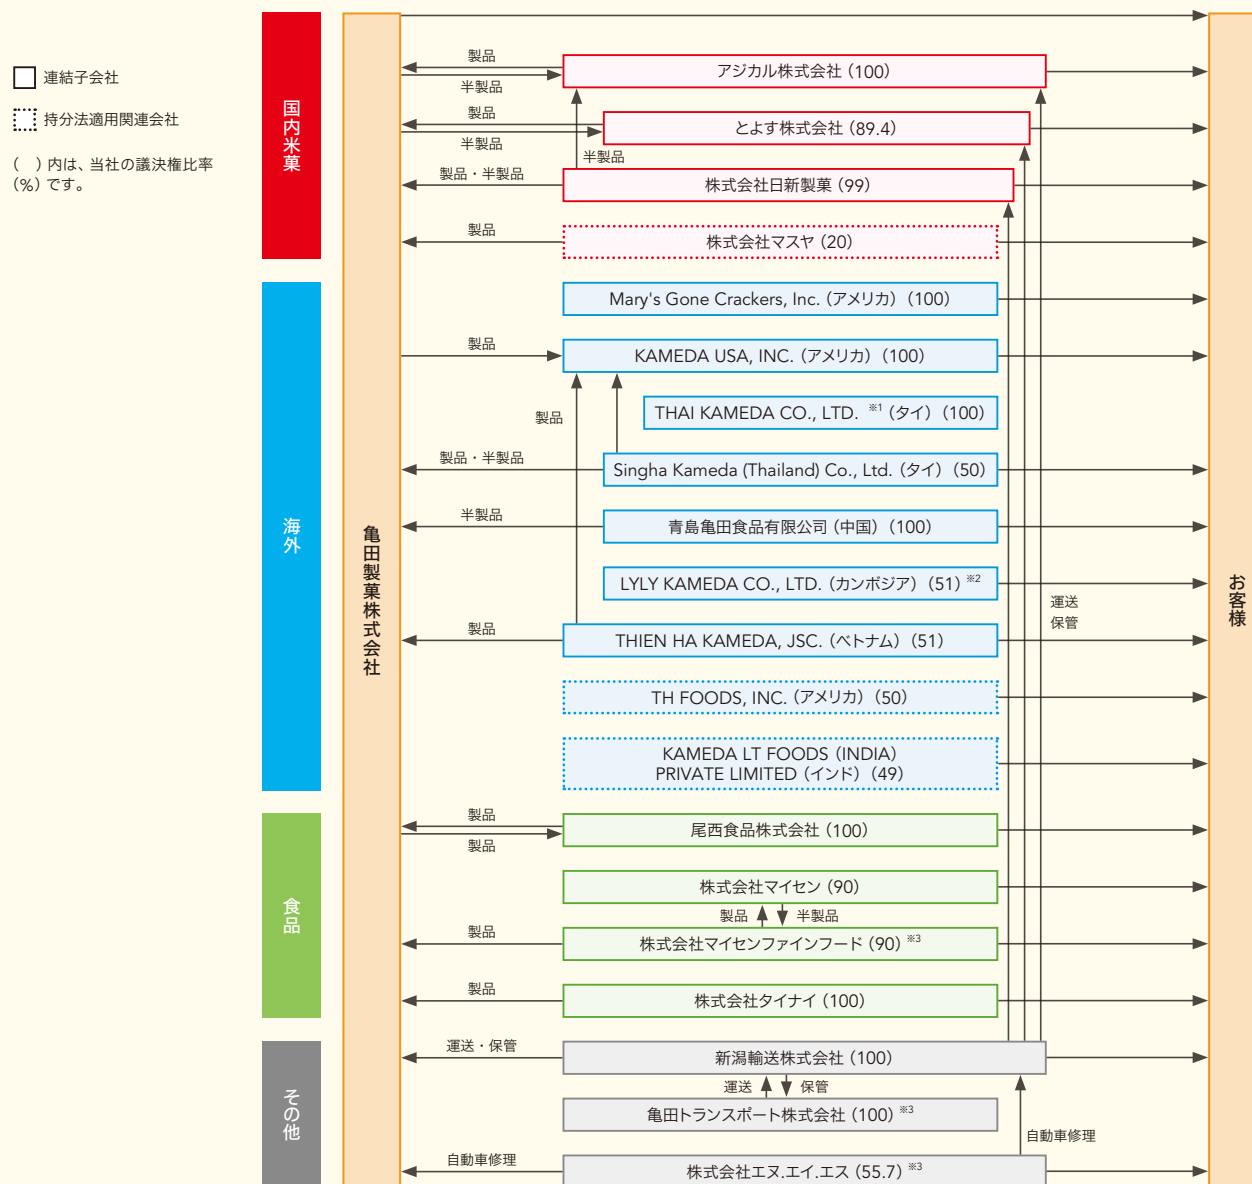 連結子会社
持分法適用関連会社
(　) 内は、当社の議決権比率
(%) です。
国内米菓
海外
食品
その他
亀田製菓株式会社
お客様
製品
アジカル株式会社 (100)
半製品
製品
とよす株式会社 (89.4)
半製品
半製品
製品・半製品
株式会社日新製菓 (99)
製品
株式会社マスヤ (20)
Mary's Gone Crackers, Inc. (アメリカ) (100)
製品
KAMEDA USA, INC. (アメリカ) (100)
製品
THAI KAMEDA CO., LTD. ※1 (タイ) (100)
製品・半製品
Singha Kameda (Thailand) Co., Ltd. (タイ) (50)
半製品
青島亀田食品有限公司 (中国) (100)
LYLY KAMEDA CO., LTD. (カンボジア) (51) ※2
運送
保管
製品
THIEN HA KAMEDA, JSC. (ベトナム) (51)
TH FOODS, INC. (アメリカ) (50)
KAMEDA LT FOODS (INDIA)
PRIVATE LIMITED (インド) (49)
製品
尾西食品株式会社 (100)
製品
株式会社マイセン (90)
製品 半製品
製品
株式会社マイセンファインフード (90) ※3
製品
株式会社タイナイ (100)
運送・保管
新潟輸送株式会社 (100)
運送 保管
亀田トランスポート株式会社 (100) ※3
自動車修理
自動車修理
株式会社エヌ.エイ.エス (55.7) ※3